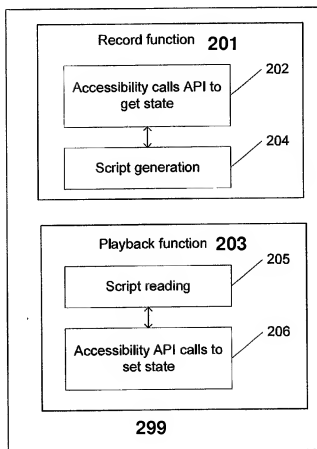 Record function 201
Accessibility calls API to
get state
202
Script generation
204
Playback function 203
Script reading
205
Accessibility API calls to
set state
206
299